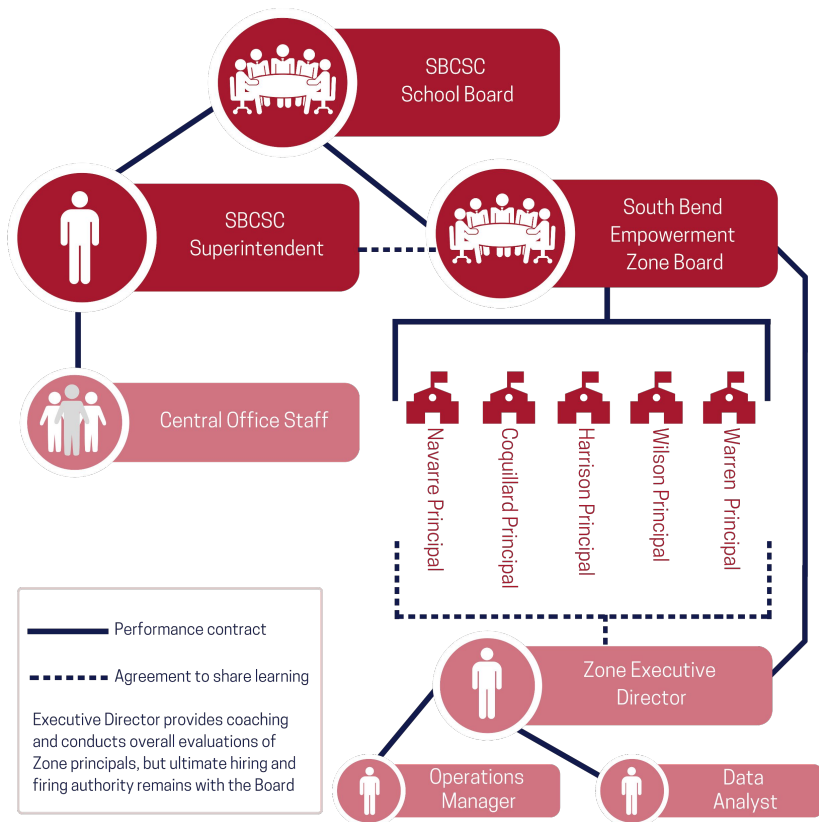 SBCSC
School Board
SBCSC
Superintendent
South Bend
Empowerment
Zone Board
Central Office Staff
Navarre Principal
Coquillard Principal
Harrison Principal
Wilson Principal
Warren Principal
Performance contract
Agreement to share learning
Executive Director provides coaching
and conducts overall evaluations of
Zone principals, but ultimate hiring and
firing authority remains with the Board
Zone Executive
Director
Operations
Manager
Data
Analyst